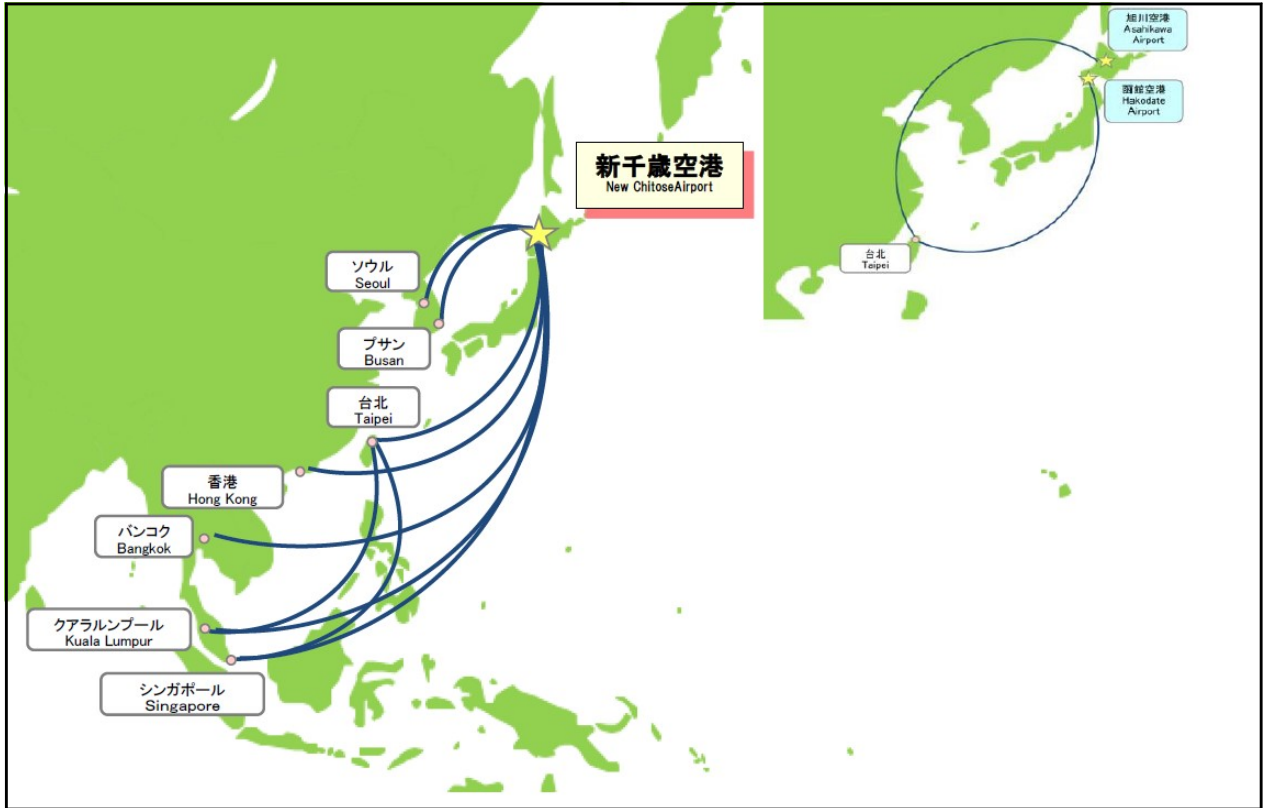 新千歳空港
New ChitoseAirport
ソウル
Seoul
プサン
Busan
台北
Taipei
香港
Hong Kong
バンコク
Bangkok
クアラルンプール
Kuala Lumpur
シンガポール
Singapore
旭川空港
Asahikawa
Airport
函館空港
Hakodate
Airport
台北
Taipei